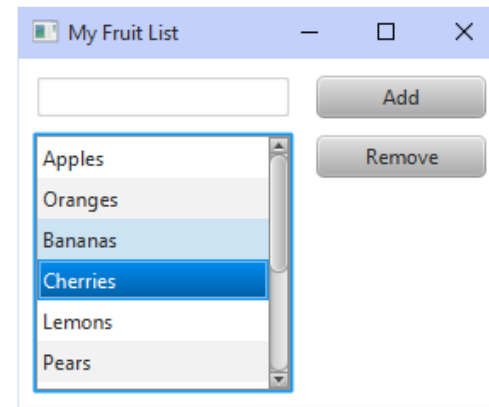 My Fruit List
Add
Apples
Remove
Oranges
Bananas
Cherries
Lemons
Pears